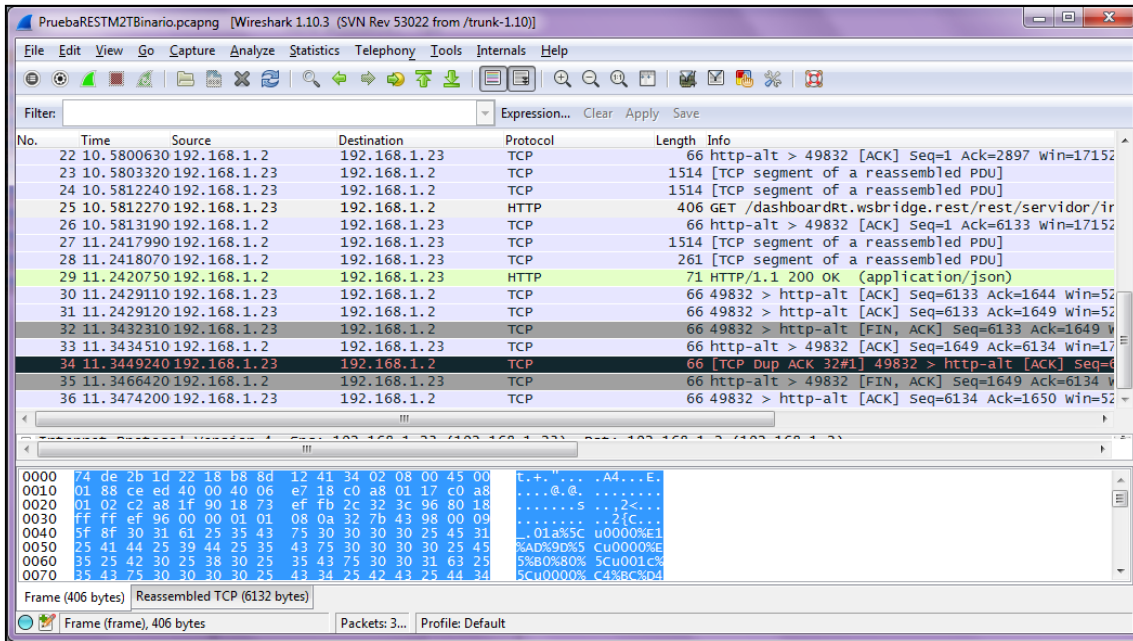 PruebaRESTM2TBinario.pcapng [Wireshark 1.10.3 (SVN Rev 53022 from /trunk-1.10)]
File Edit View Go Capture Analyze Statistics Telephony Tools Internals Help
Filter: Expression... Clear Apply Save
No. Time Source Destination Protocol Length Info
22 10.5800630 192.168.1.2 192.168.1.23 TCP 66 http-alt > 49832 [ACK] Seq=1 Ack=2897 Win=17152
23 10.5803320 192.168.1.23 192.168.1.2 TCP 1514 [TCP segment of a reassembled PDU]
24 10.5812240 192.168.1.23 192.168.1.2 TCP 1514 [TCP segment of a reassembled PDU]
25 10.5812270 192.168.1.23 192.168.1.2 HTTP 406 GET /dashboardRt.wsbridge.rest/rest/servidor/ir
26 10.5813190 192.168.1.2 192.168.1.23 TCP 66 http-alt > 49832 [ACK] Seq=1 Ack=6133 Win=17152
27 11.2417990 192.168.1.2 192.168.1.23 TCP 1514 [TCP segment of a reassembled PDU]
28 11.2418070 192.168.1.2 192.168.1.23 TCP 261 [TCP segment of a reassembled PDU]
29 11.2420750 192.168.1.2 192.168.1.23 HTTP 71 HTTP/1.1 200 OK (application/json)
30 11.2429110 192.168.1.23 192.168.1.2 TCP 66 49832 > http-alt [ACK] Seq=6133 Ack=1644 Win=52
31 11.2429120 192.168.1.23 192.168.1.2 TCP 66 49832 > http-alt [ACK] Seq=6133 Ack=1649 Win=52
32 11.3432310 192.168.1.23 192.168.1.2 TCP 66 49832 > http-alt [FIN, ACK] Seq=6133 Ack=1649 W
33 11.3434510 192.168.1.2 192.168.1.23 TCP 66 http-alt > 49832 [ACK] Seq=1649 Ack=6134 Win=17
34 11.3449240 192.168.1.23 192.168.1.2 TCP 66 [TCP Dup ACK 32#1] 49832 > http-alt [ACK] Seq=6
35 11.3466420 192.168.1.2 192.168.1.23 TCP 66 http-alt > 49832 [FIN, ACK] Seq=1649 Ack=6134 W
36 11.3474200 192.168.1.23 192.168.1.2 TCP 66 49832 > http-alt [ACK] Seq=6134 Ack=1650 Win=52
0000 74 de 2b 1d 22 18 b8 8d 12 41 34 02 08 00 45 00 t.+."... .A4...E.
0010 01 88 ce ed 40 00 40 06 e7 18 c0 a8 01 17 c0 a8 ....@.@. ........
0020 01 02 c2 a8 1f 90 18 73 ef fb 2c 32 3c 96 80 18 .......s ..,2<...
0030 ff ff ef 96 00 00 01 01 08 0a 32 7b 43 98 00 09 ........ ..2{C...
0040 5f 8f 30 31 61 25 35 43 75 30 30 30 30 25 45 31 _.01a%5C u0000%E1
0050 25 41 44 25 39 44 25 35 43 75 30 30 30 30 25 45 %AD%9D%5 Cu0000%E
0060 35 25 42 30 25 38 30 25 35 43 75 30 30 31 63 25 5%B0%80% 5Cu001c%
0070 35 43 75 30 30 30 30 25 43 34 25 42 43 25 44 34 5Cu0000% C4%BC%D4
Frame (406 bytes) Reassembled TCP (6132 bytes)
Frame (frame), 406 bytes Packets: 3... Profile: Default